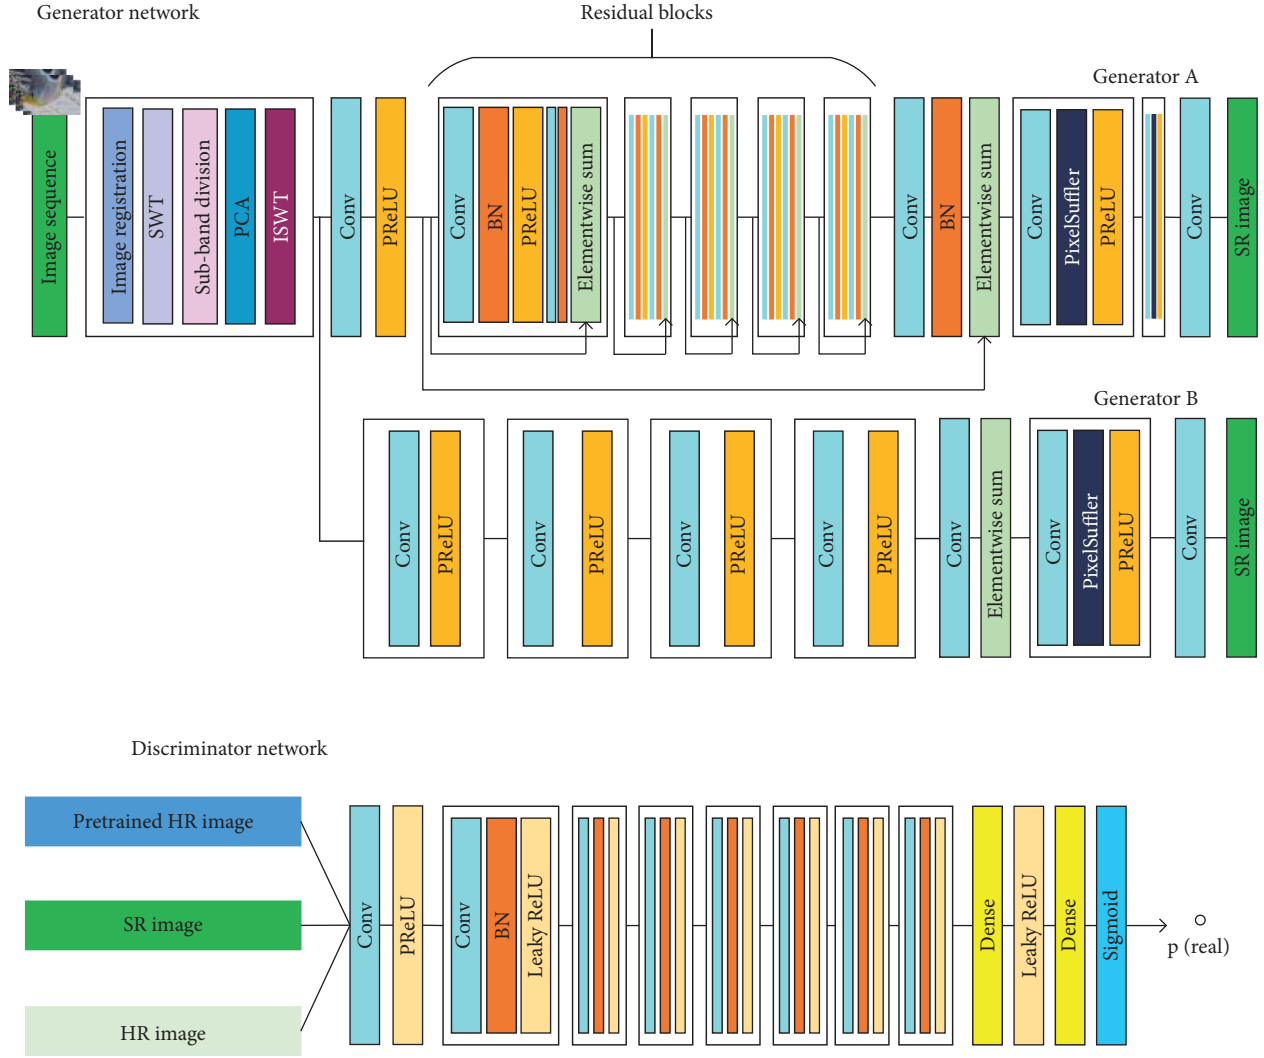 Generator network
Residual blocks
Generator A
Image sequence
Image registration
SWT
Sub-band division
PCA
ISWT
Conv
PReLU
Conv
BN
PReLU
Elementwise sum
Conv
BN
Elementwise sum
Conv
PixelSuffler
PReLU
Conv
SR image
Generator B
Conv
PReLU
Conv
PReLU
Conv
PReLU
Conv
PReLU
Conv
Elementwise sum
Conv
PixelSuffler
PReLU
Conv
SR image
Discriminator network
Pretrained HR image
SR image
HR image
Conv
PReLU
Conv
BN
Leaky ReLU
Dense
Leaky ReLU
Dense
Sigmoid
p (real)